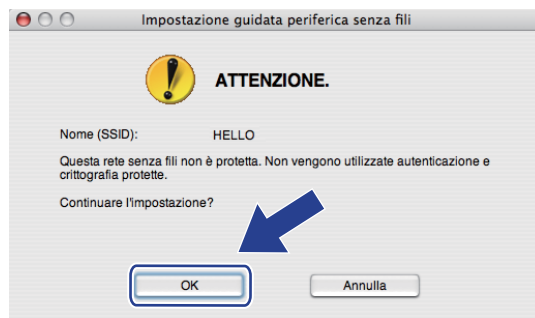 Impostazione guidata periferica senza fili
ATTENZIONE.
Nome (SSID): HELLO
Questa rete senza fili non è protetta. Non vengono utilizzate autenticazione e
crittografia protette.
Continuare l'impostazione?
OK Annulla